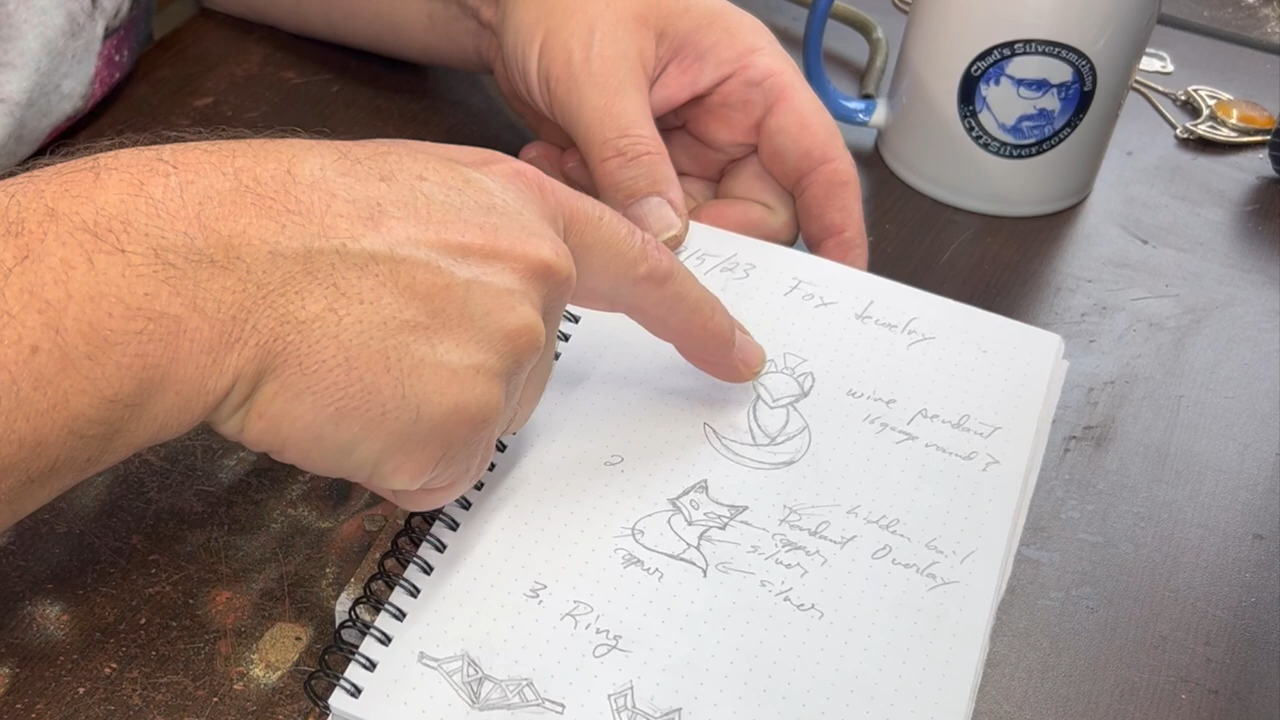 Chad's Silversmithing
CVPSilver.com
/5/23 Fox Jewelry
wire pendant
16 gauge round?
2
hidden bail
Pendant Overlay
copper
silver
silver
copper
3. Ring